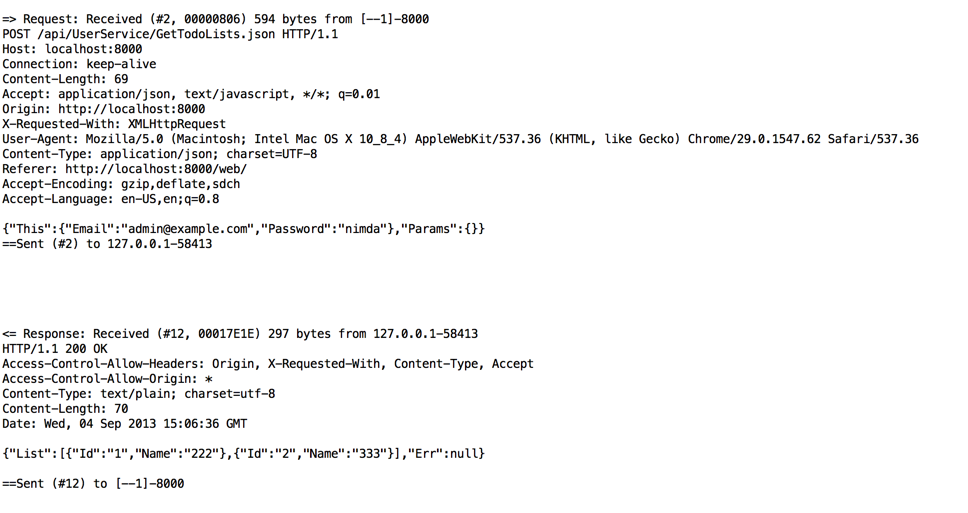 => Request: Received (#2, 00000806) 594 bytes from [--1]-8000
POST /api/UserService/GetTodoLists.json HTTP/1.1
Host: localhost:8000
Connection: keep-alive
Content-Length: 69
Accept: application/json, text/javascript, */*; q=0.01
Origin: http://localhost:8000
X-Requested-With: XMLHttpRequest
User-Agent: Mozilla/5.0 (Macintosh; Intel Mac OS X 10_8_4) AppleWebKit/537.36 (KHTML, like Gecko) Chrome/29.0.1547.62 Safari/537.36
Content-Type: application/json; charset=UTF-8
Referer: http://localhost:8000/web/
Accept-Encoding: gzip,deflate,sdch
Accept-Language: en-US,en;q=0.8
{"This":{"Email":"admin@example.com","Password":"nimda"},"Params":{}}
==Sent (#2) to 127.0.0.1-58413
<= Response: Received (#12, 00017E1E) 297 bytes from 127.0.0.1-58413
HTTP/1.1 200 OK
Access-Control-Allow-Headers: Origin, X-Requested-With, Content-Type, Accept
Access-Control-Allow-Origin: *
Content-Type: text/plain; charset=utf-8
Content-Length: 70
Date: Wed, 04 Sep 2013 15:06:36 GMT
{"List":[{"Id":"1","Name":"222"},{"Id":"2","Name":"333"}],"Err":null}
==Sent (#12) to [--1]-8000